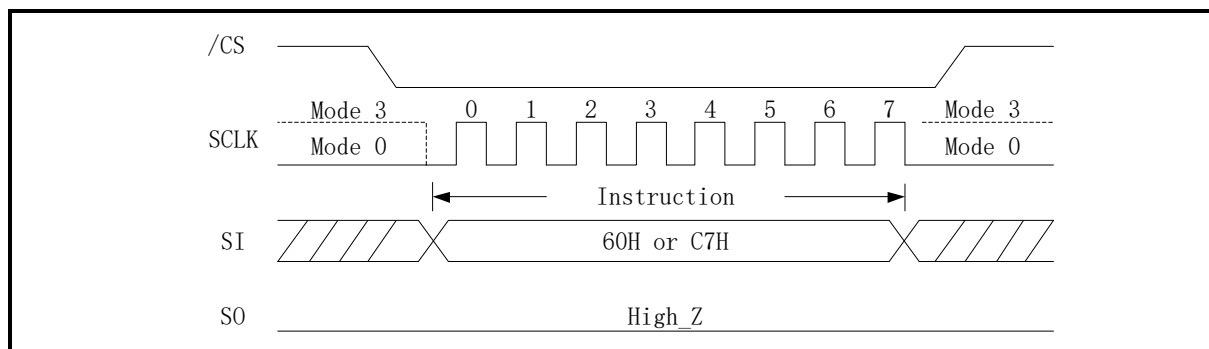 /CS
Mode 3 0 1 2 3 4 5 6 7 Mode 3
SCLK
Mode 0 Mode 0
Instruction
SI 60H or C7H
SO High_Z